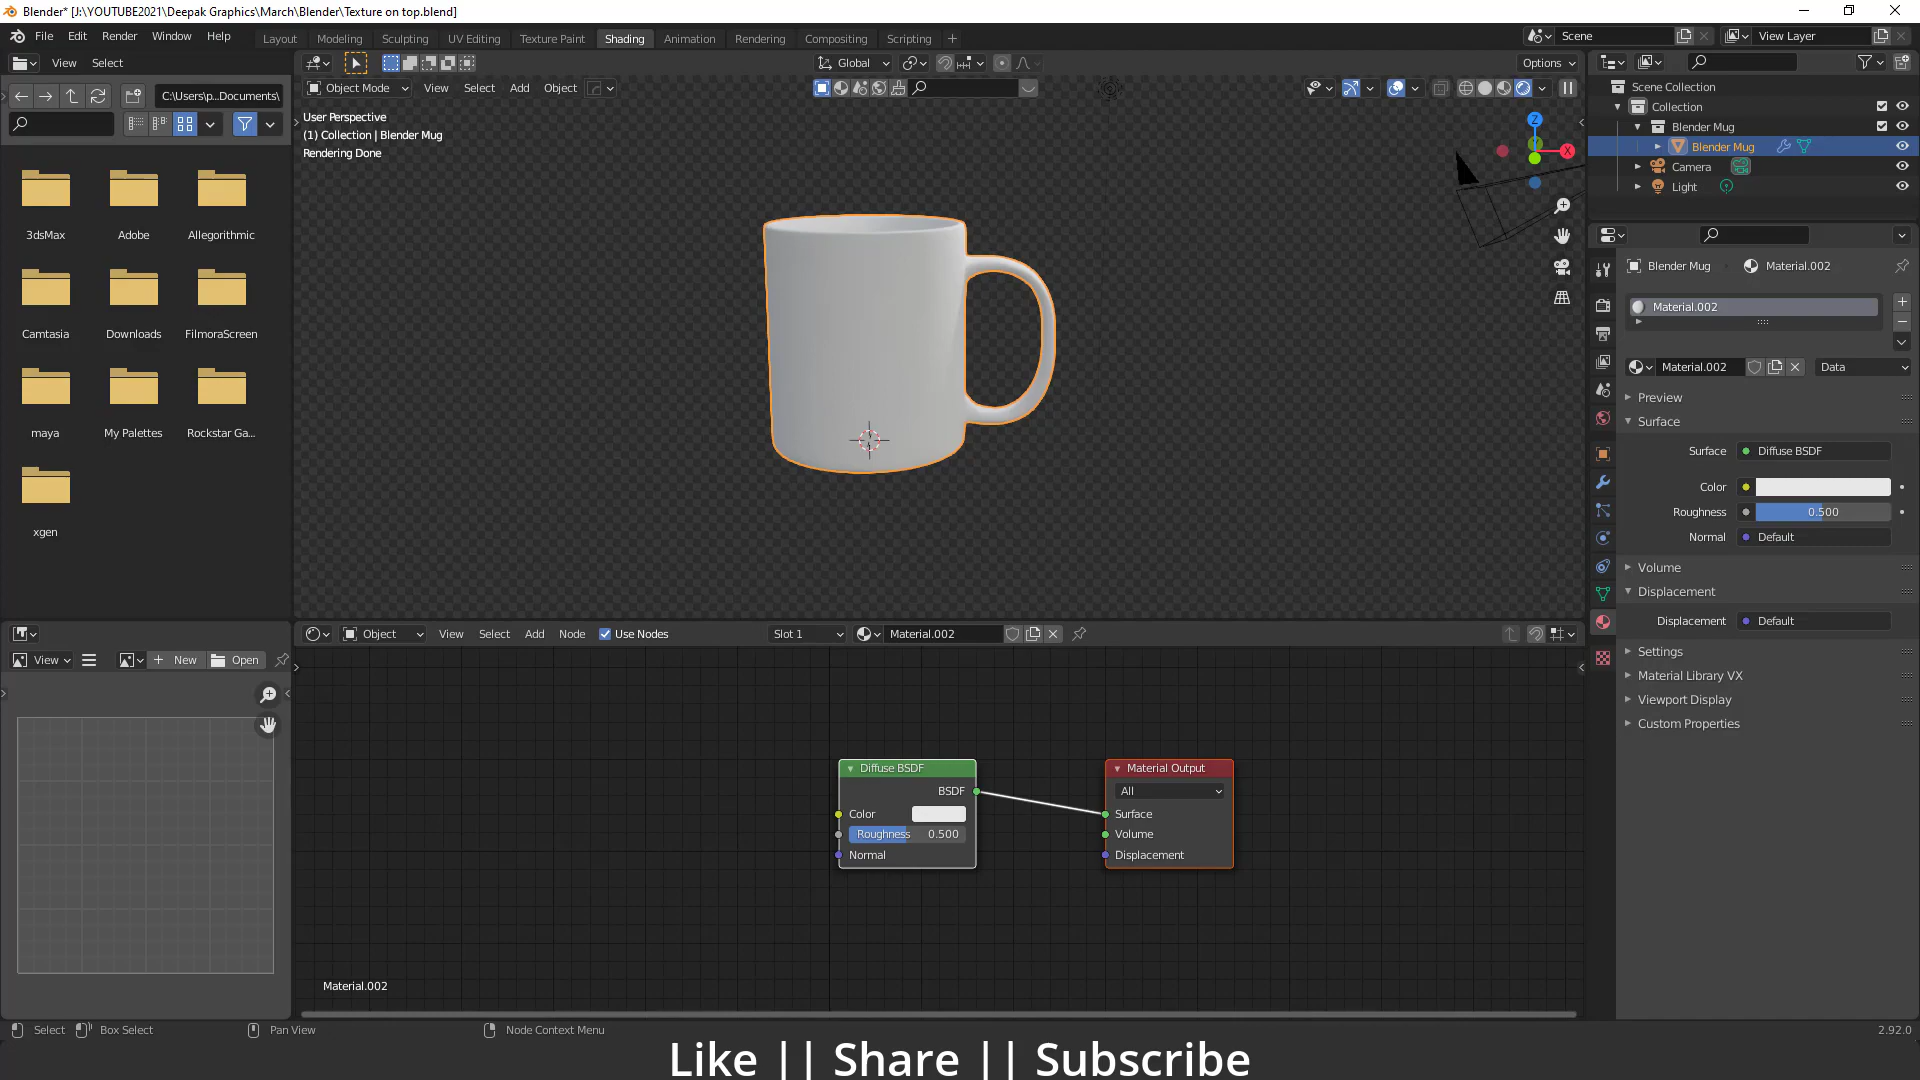 Blender* [J:\YOUTUBE2021\Deepak Graphics\March\Blender\Texture on top.blend]
File Edit Render Window Help
Layout Modeling Sculpting UV Editing Texture Paint Shading Animation Rendering Compositing Scripting
Scene
View Layer
View Select
Global
Options
C:\Users\p...Documents\
Object Mode View Select Add Object
User Perspective
(1) Collection | Blender Mug
Rendering Done
Z
X
Scene Collection
Collection
Blender Mug
Blender Mug
Camera
Light
3dsMax Adobe Allegorithmic
Camtasia Downloads FilmoraScreen
maya My Palettes Rockstar Ga...
xgen
Blender Mug Material.002
Material.002
Material.002 Data
Preview
Surface
Surface Diffuse BSDF
Color
Roughness 0.500
Normal Default
Volume
Displacement
Displacement Default
Settings
Material Library VX
Viewport Display
Custom Properties
Object View Select Add Node Use Nodes Slot 1 Material.002
View New Open
Diffuse BSDF
BSDF
Color
Roughness 0.500
Normal
Material Output
All
Surface
Volume
Displacement
Material.002
Select Box Select Pan View Node Context Menu 2.92.0
Like || Share || Subscribe